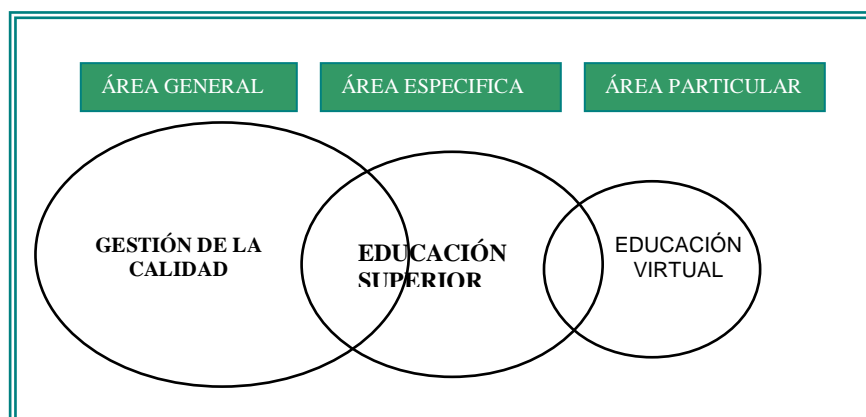 ÁREA GENERAL
ÁREA ESPECIFICA
ÁREA PARTICULAR
GESTIÓN DE LA
CALIDAD
EDUCACIÓN
SUPERIOR
EDUCACIÓN
VIRTUAL